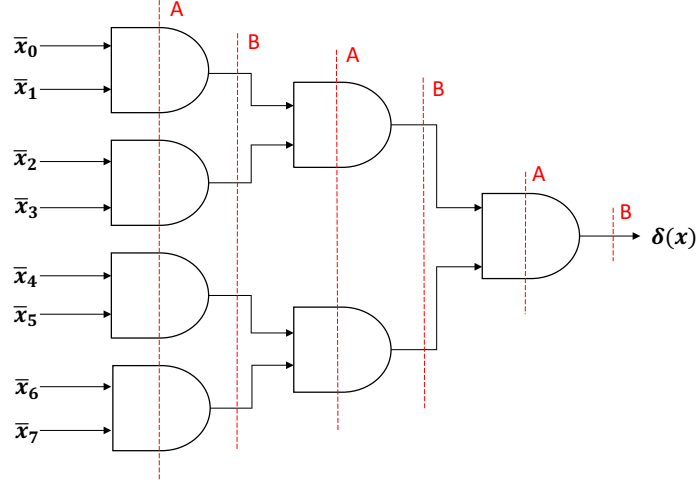 A
x̅₀
B
A
x̅₁
B
x̅₂
A
x̅₃
B
δ(x)
x̅₄
x̅₅
x̅₆
x̅₇